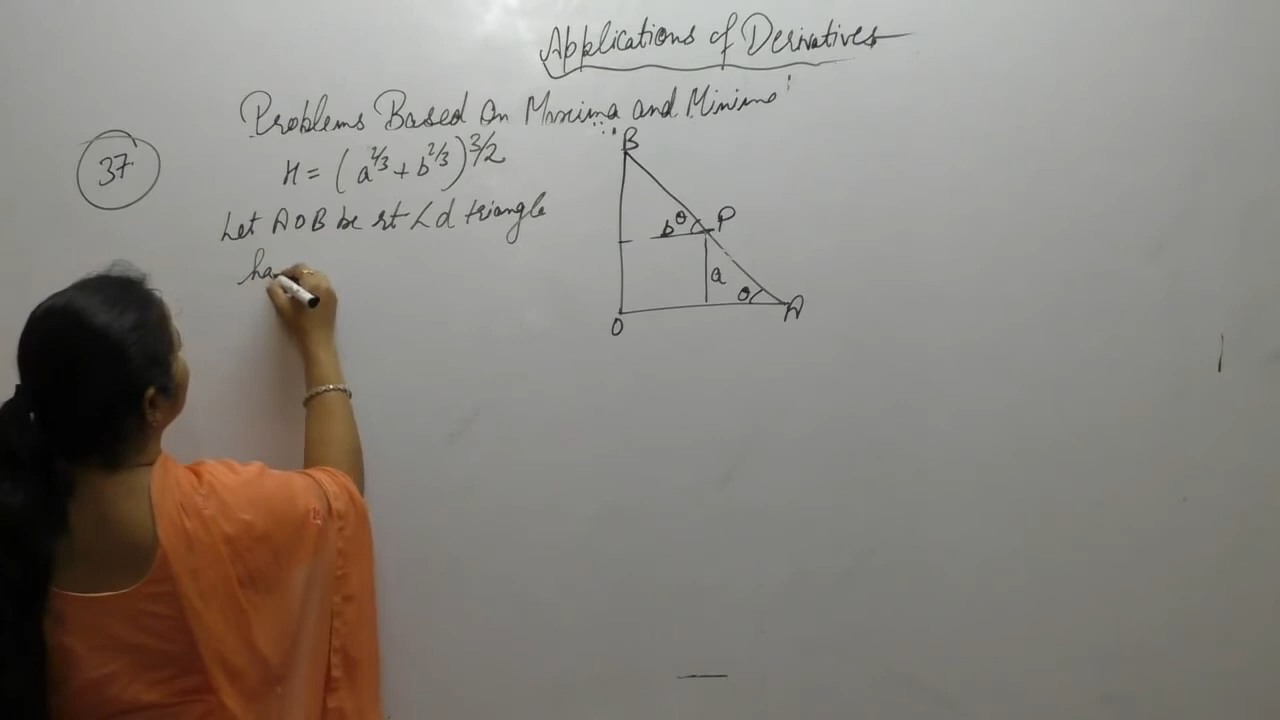 Applications of Derivatives
Problems Based On Maxima and Minima
37
H = (a^2/3 + b^2/3)^3/2
Let AOB be rt ∠d triangle
ha
B
b θ P
a
θ A
O